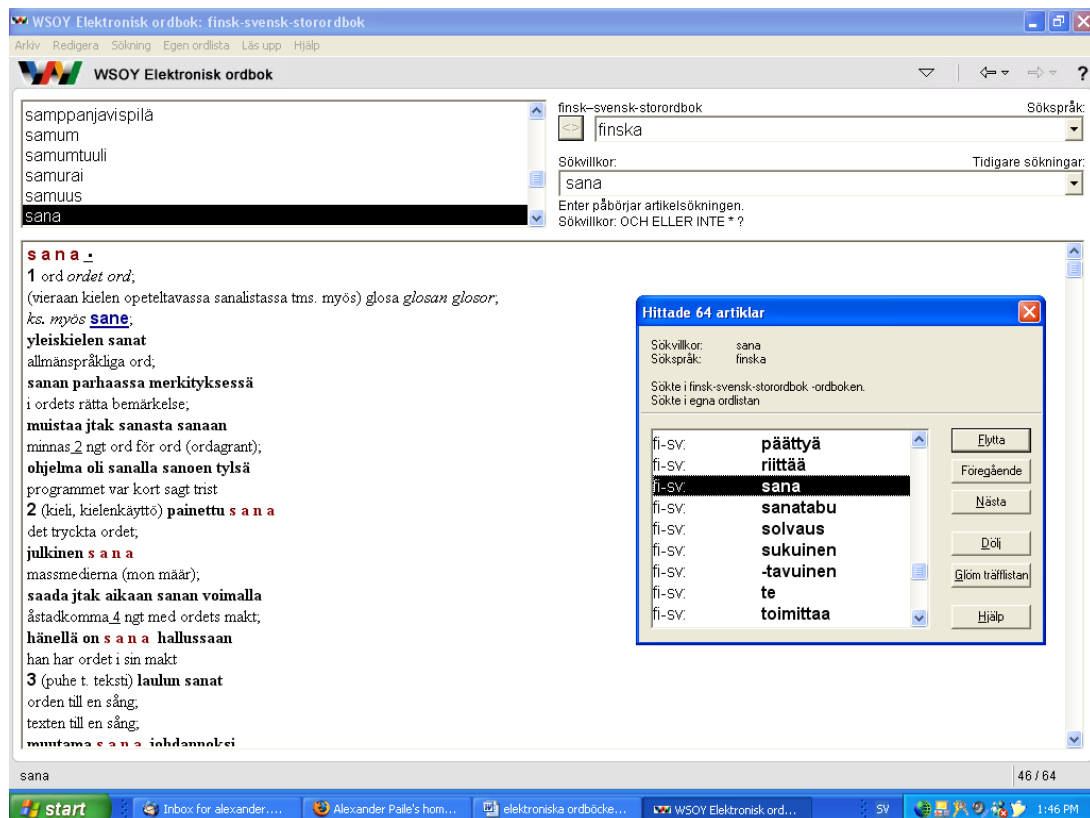 WSOY Elektronisk ordbok: finsk-svensk-storordbok
Arkiv Redigera Sökning Egen ordlista Läs upp Hjälp
WSOY Elektronisk ordbok ?
samppanjavispilä
samum
samumtuuli
samurai
samuus
sana
finsk–svensk-storordbok Sökspråk:
<> finska
Sökvillkor: Tidigare sökningar:
sana
Enter påbörjar artikelsökningen.
Sökvillkor: OCH ELLER INTE * ?
sana
1 ord ordet ord;
(vieraan kielen opeteltavassa sanalistassa tms. myös) glosa glosan glosor;
ks. myös sane;
yleiskielen sanat
allmänspråkliga ord;
sanan parhaassa merkityksessä
i ordets rätta bemärkelse;
muistaa jtak sanasta sanaan
minnas 2 ngt ord för ord (ordagrant);
ohjelma oli sanalla sanoen tylsä
programmet var kort sagt trist
2 (kieli, kielenkäyttö) painettu sana
det tryckta ordet;
julkinen sana
massmedierna (mon määr);
saada jtak aikaan sanan voimalla
åstadkomma 4 ngt med ordets makt;
hänellä on sana hallussaan
han har ordet i sin makt
3 (puhe t. teksti) laulun sanat
orden till en sång;
texten till en sång;
muutama sana johdannoksi
Hittade 64 artiklar
Sökvillkor: sana
Sökspråk: finska
Sökte i finsk-svensk-storordbok -ordboken.
Sökte i egna ordlistan
fi-sv: päättyä
fi-sv: riittää
fi-sv: sana
fi-sv: sanatabu
fi-sv: solvaus
fi-sv: sukuinen
fi-sv: -tavuinen
fi-sv: te
fi-sv: toimittaa
Flytta
Föregående
Nästa
Dölj
Glöm träfflistan
Hjälp
sana 46 / 64
start Inbox for alexander.... Alexander Paile's hom... elektroniska ordböcke... WSOY Elektronisk ord... SV 1:46 PM